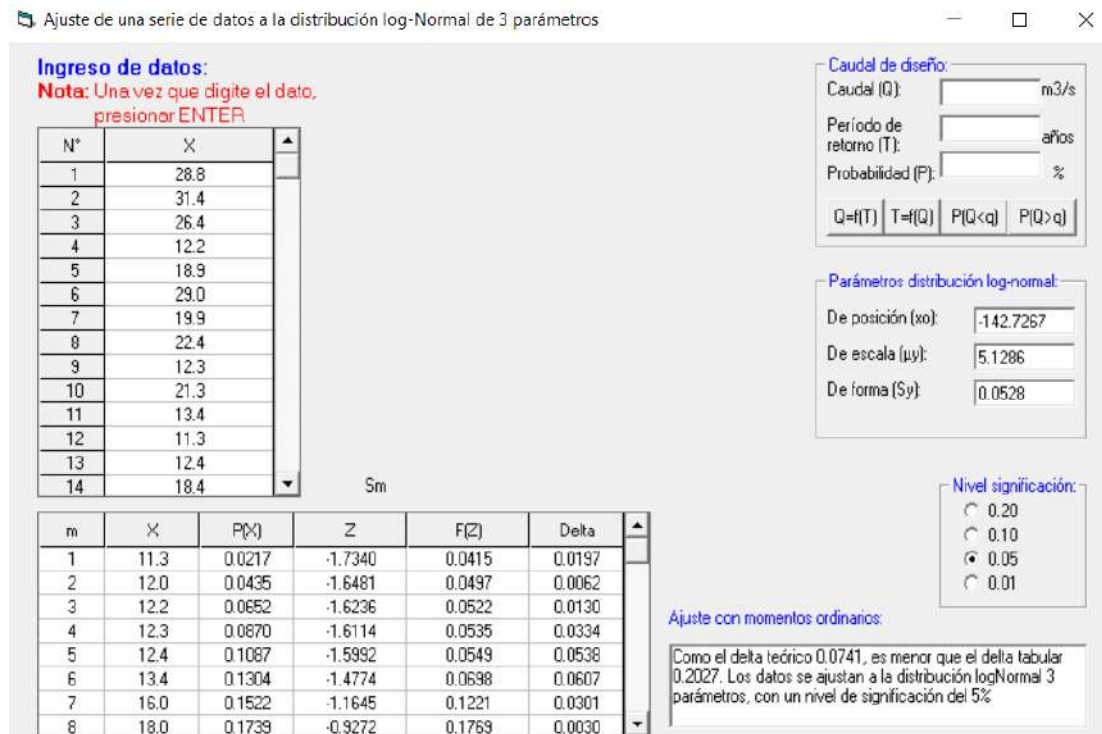 Ajuste de una serie de datos a la distribución log-Normal de 3 parámetros
Ingreso de datos:
Nota: Una vez que digite el dato,
presionar ENTER
N° X
1 28.8
2 31.4
3 26.4
4 12.2
5 18.9
6 29.0
7 19.9
8 22.4
9 12.3
10 21.3
11 13.4
12 11.3
13 12.4
14 18.4
Caudal de diseño:
Caudal (Q): m3/s
Período de
retorno (T): años
Probabilidad (P): %
Q=f(T) T=f(Q) P(Q<q) P(Q>q)
Parámetros distribución log-normal:
De posición (xo): -142.7267
De escala (µy): 5.1286
De forma (Sy): 0.0528
Sm
Nivel significación:
0.20
0.10
0.05
0.01
m X P(X) Z F(Z) Delta
1 11.3 0.0217 -1.7340 0.0415 0.0197
2 12.0 0.0435 -1.6481 0.0497 0.0062
3 12.2 0.0652 -1.6236 0.0522 0.0130
4 12.3 0.0870 -1.6114 0.0535 0.0334
5 12.4 0.1087 -1.5992 0.0549 0.0538
6 13.4 0.1304 -1.4774 0.0698 0.0607
7 16.0 0.1522 -1.1645 0.1221 0.0301
8 18.0 0.1739 -0.9272 0.1769 0.0030
Ajuste con momentos ordinarios:
Como el delta teórico 0.0741, es menor que el delta tabular
0.2027. Los datos se ajustan a la distribución logNormal 3
parámetros, con un nivel de significación del 5%